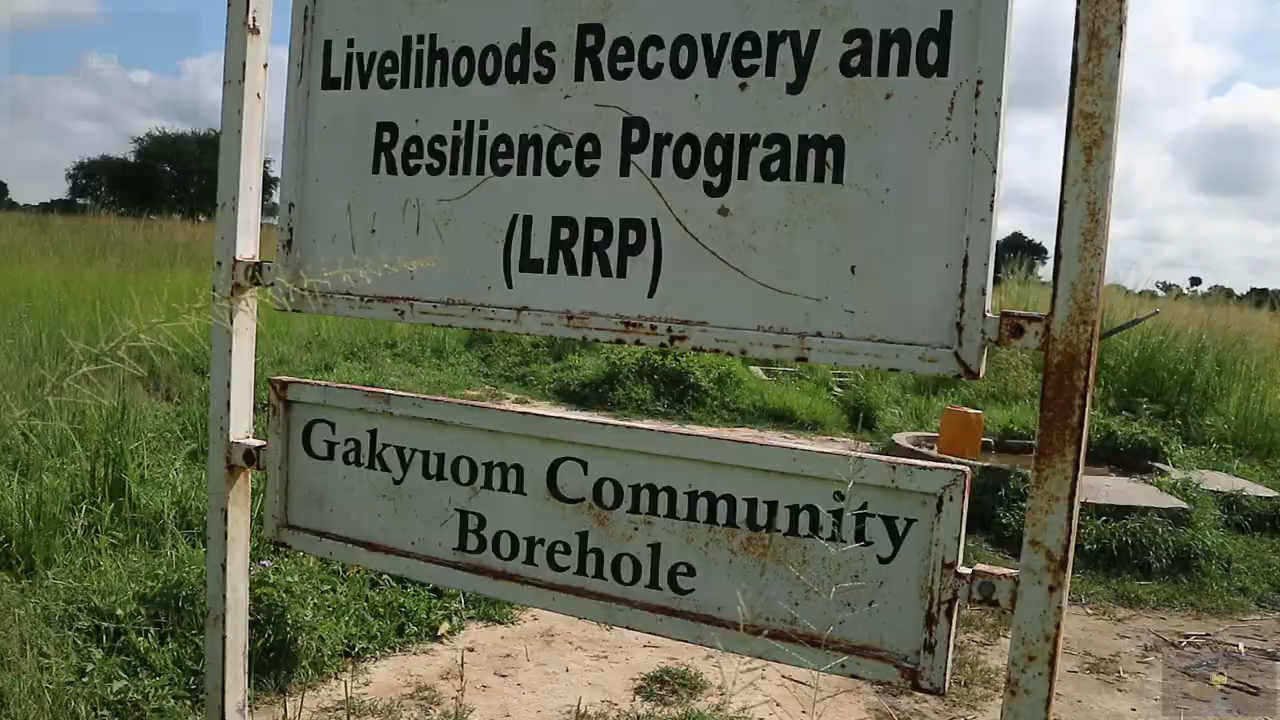 Livelihoods Recovery and
Resilience Program
(LRRP)
Gakyuom Community
Borehole